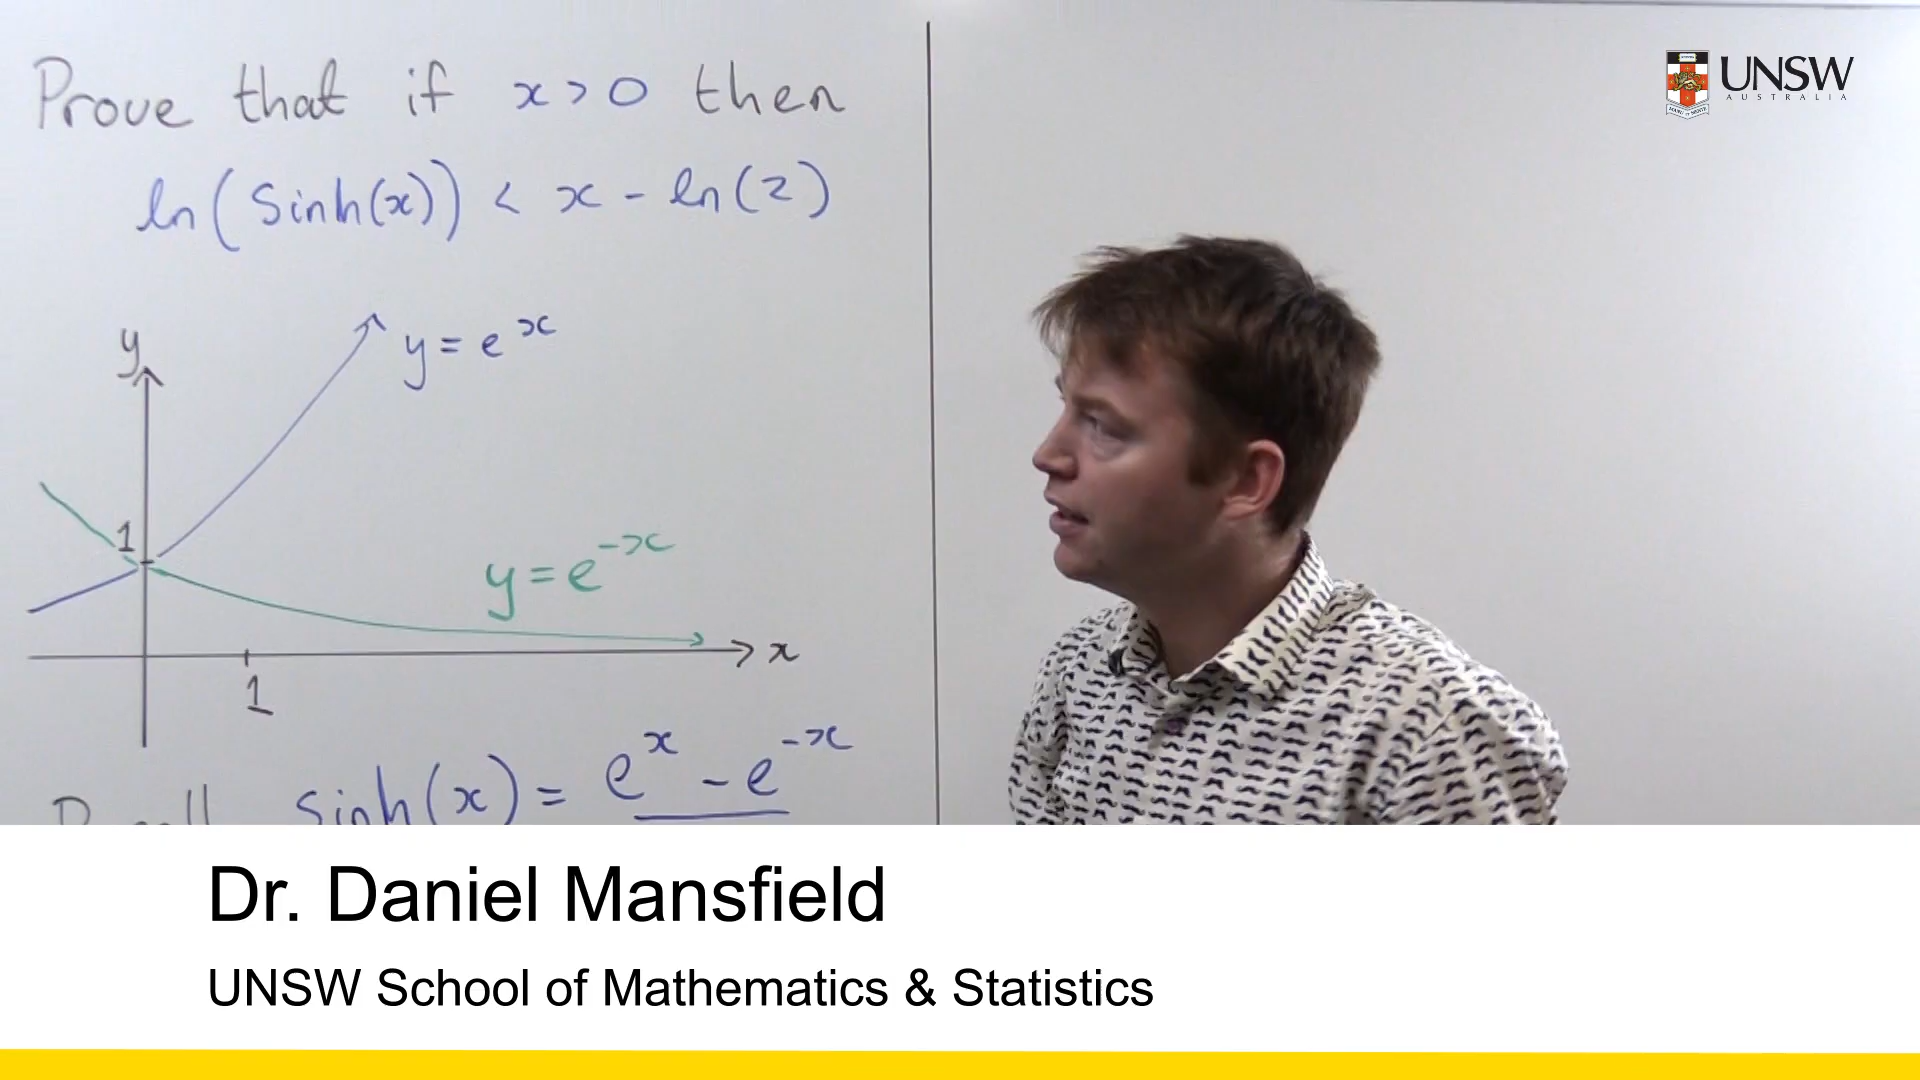 Prove that if x > 0 then
ln(Sinh(x)) < x - ln(2)
y
y = e^x
1
y = e^-x
x
1
Sinh(x) = e^x - e^-x
UNSW
AUSTRALIA
Dr. Daniel Mansfield
UNSW School of Mathematics & Statistics